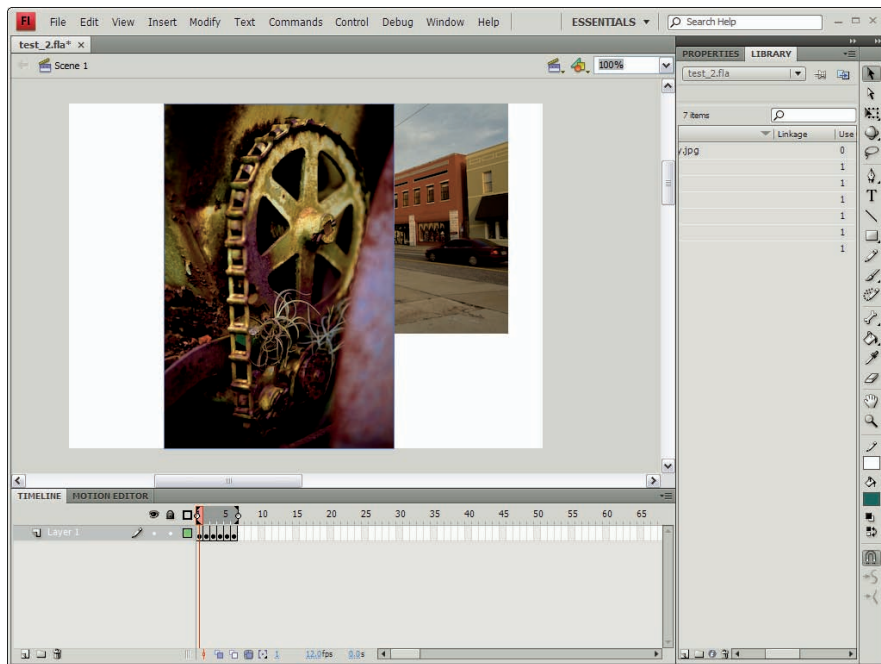 Fl File Edit View Insert Modify Text Commands Control Debug Window Help ESSENTIALS Search Help
test_2.fla*
Scene 1 100%
PROPERTIES LIBRARY
test_2.fla
7 items
Linkage Use
y.jpg 0
1
1
1
1
1
1
TIMELINE MOTION EDITOR
5 10 15 20 25 30 35 40 45 50 55 60 65
Layer 1
1 12.0fps 0.0s